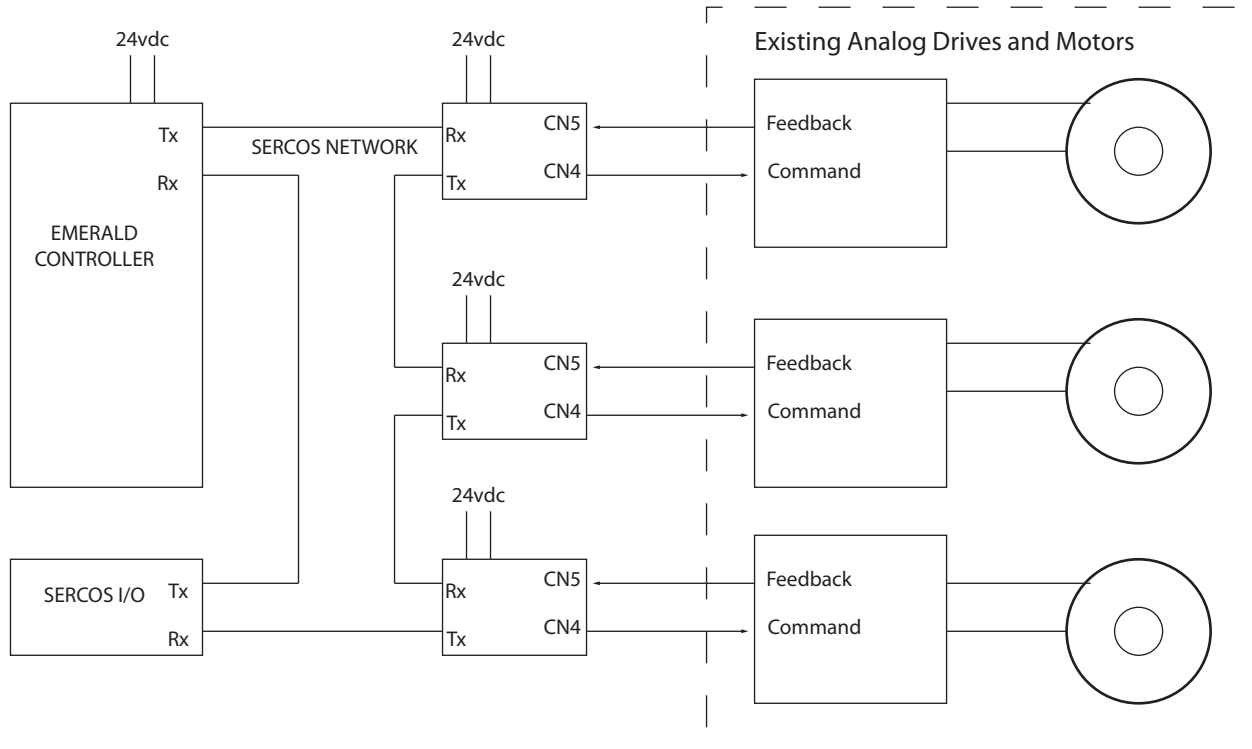 24vdc
24vdc
Existing Analog Drives and Motors
Tx
Rx
EMERALD
CONTROLLER
SERCOS NETWORK
Rx
Tx
CN5
CN4
Feedback
Command
24vdc
Rx
Tx
CN5
CN4
Feedback
Command
24vdc
SERCOS I/O
Tx
Rx
Rx
Tx
CN5
CN4
Feedback
Command